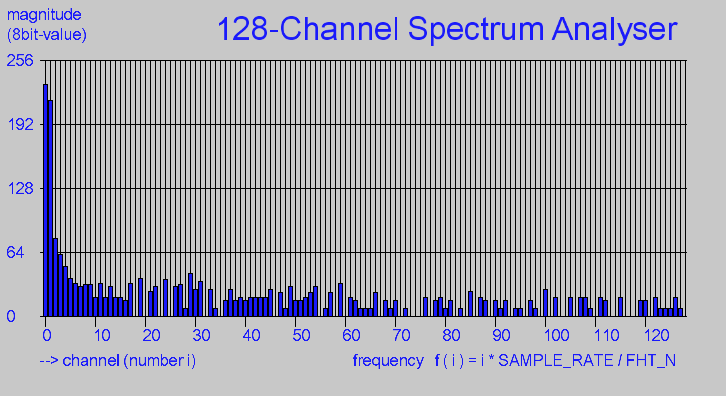 magnitude
(8bit-value)
128-Channel Spectrum Analyser
256
192
128
64
0
0 10 20 30 40 50 60 70 80 90 100 110 120
--> channel (number i) frequency f ( i ) = i * SAMPLE_RATE / FHT_N